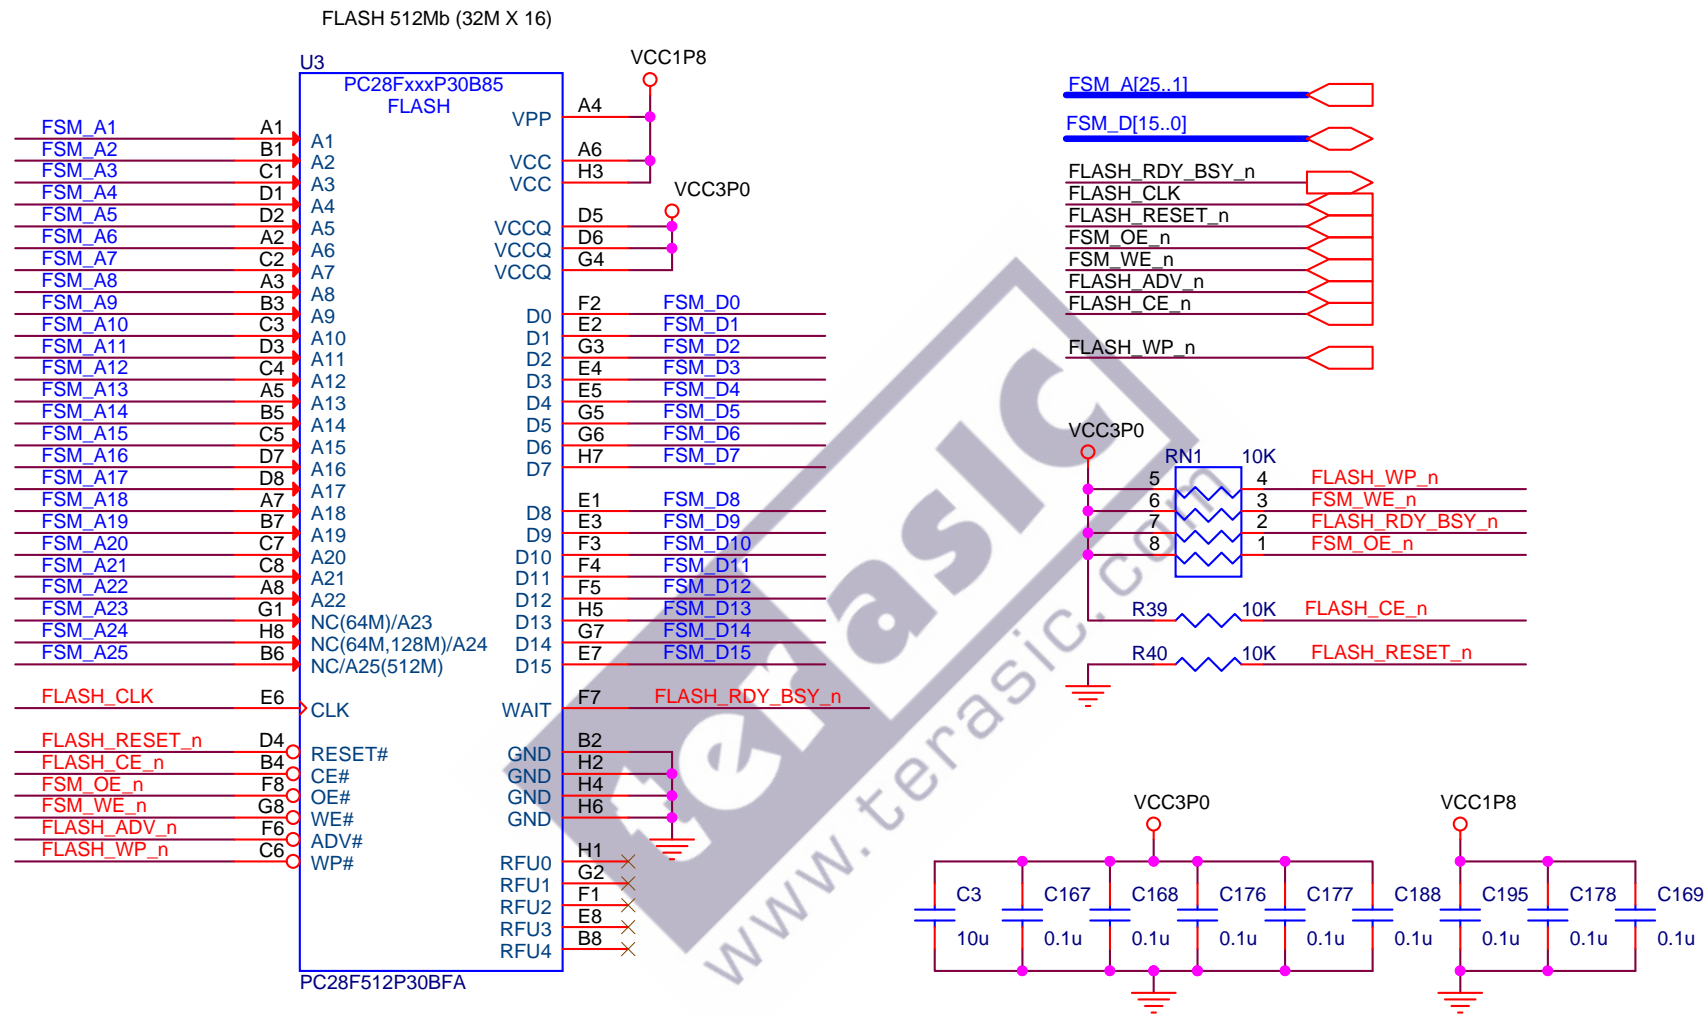 FLASH 512Mb (32M X 16)
U3
PC28FxxxP30B85
FLASH
FSM_A1 A1 A1
FSM_A2 B1 A2
FSM_A3 C1 A3
FSM_A4 D1 A4
FSM_A5 D2 A5
FSM_A6 A2 A6
FSM_A7 C2 A7
FSM_A8 A3 A8
FSM_A9 B3 A9
FSM_A10 C3 A10
FSM_A11 D3 A11
FSM_A12 C4 A12
FSM_A13 A5 A13
FSM_A14 B5 A14
FSM_A15 C5 A15
FSM_A16 D7 A16
FSM_A17 D8 A17
FSM_A18 A7 A18
FSM_A19 B7 A19
FSM_A20 C7 A20
FSM_A21 C8 A21
FSM_A22 A8 A22
FSM_A23 G1 NC(64M)/A23
FSM_A24 H8 NC(64M,128M)/A24
FSM_A25 B6 NC/A25(512M)
FLASH_CLK E6 CLK
FLASH_RESET_n D4 RESET#
FLASH_CE_n B4 CE#
FSM_OE_n F8 OE#
FSM_WE_n G8 WE#
FLASH_ADV_n F6 ADV#
FLASH_WP_n C6 WP#
VCC1P8
VPP A4
VCC A6
VCC H3
VCC3P0
VCCQ D5
VCCQ D6
VCCQ G4
D0 F2 FSM_D0
D1 E2 FSM_D1
D2 G3 FSM_D2
D3 E4 FSM_D3
D4 E5 FSM_D4
D5 G5 FSM_D5
D6 G6 FSM_D6
D7 H7 FSM_D7
D8 E1 FSM_D8
D9 E3 FSM_D9
D10 F3 FSM_D10
D11 F4 FSM_D11
D12 F5 FSM_D12
D13 H5 FSM_D13
D14 G7 FSM_D14
D15 E7 FSM_D15
WAIT F7 FLASH_RDY_BSY_n
GND B2
GND H2
GND H4
GND H6
RFU0 H1
RFU1 G2
RFU2 F1
RFU3 E8
RFU4 B8
PC28F512P30BFA
FSM_A[25..1]
FSM_D[15..0]
FLASH_RDY_BSY_n
FLASH_CLK
FLASH_RESET_n
FSM_OE_n
FSM_WE_n
FLASH_ADV_n
FLASH_CE_n
FLASH_WP_n
VCC3P0
RN1 10K
5 4 FLASH_WP_n
6 3 FSM_WE_n
7 2 FLASH_RDY_BSY_n
8 1 FSM_OE_n
R39 10K FLASH_CE_n
R40 10K FLASH_RESET_n
VCC3P0 VCC1P8
C3 C167 C168 C176 C177 C188 C195 C178 C169
10u 0.1u 0.1u 0.1u 0.1u 0.1u 0.1u 0.1u 0.1u
terasic
www.terasic.com